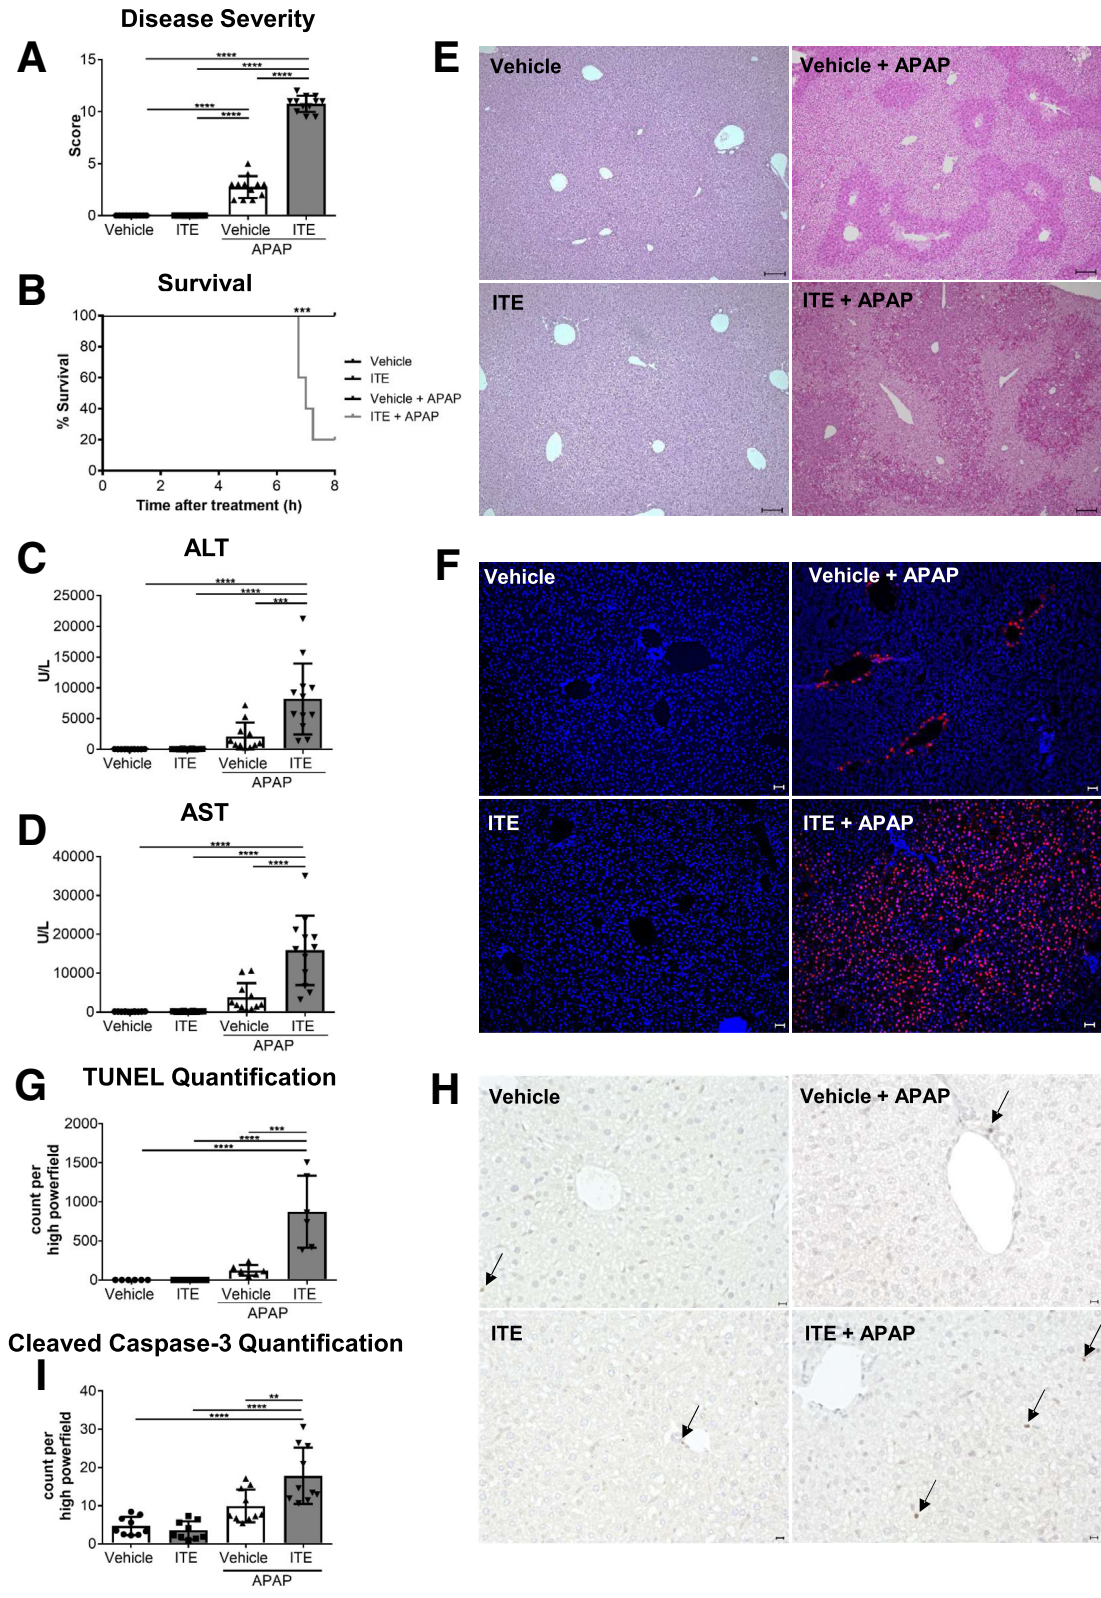 Disease Severity
A
15
10
5
0
Score
****
****
****
****
****
Vehicle
ITE
Vehicle
ITE
APAP
B
Survival
100
80
60
40
20
0
% Survival
***
0
2
4
6
8
Time after treatment (h)
Vehicle
ITE
Vehicle + APAP
ITE + APAP
C
ALT
25000
20000
15000
10000
5000
0
U/L
****
****
***
Vehicle
ITE
Vehicle
ITE
APAP
D
AST
40000
30000
20000
10000
0
U/L
****
****
****
Vehicle
ITE
Vehicle
ITE
APAP
E
Vehicle
Vehicle + APAP
ITE
ITE + APAP
F
Vehicle
Vehicle + APAP
ITE
ITE + APAP
G
TUNEL Quantification
2000
1500
1000
500
0
count per
high powerfield
***
****
****
Vehicle
ITE
Vehicle
ITE
APAP
H
Vehicle
Vehicle + APAP
ITE
ITE + APAP
Cleaved Caspase-3 Quantification
I
40
30
20
10
0
count per
high powerfield
**
****
****
Vehicle
ITE
Vehicle
ITE
APAP